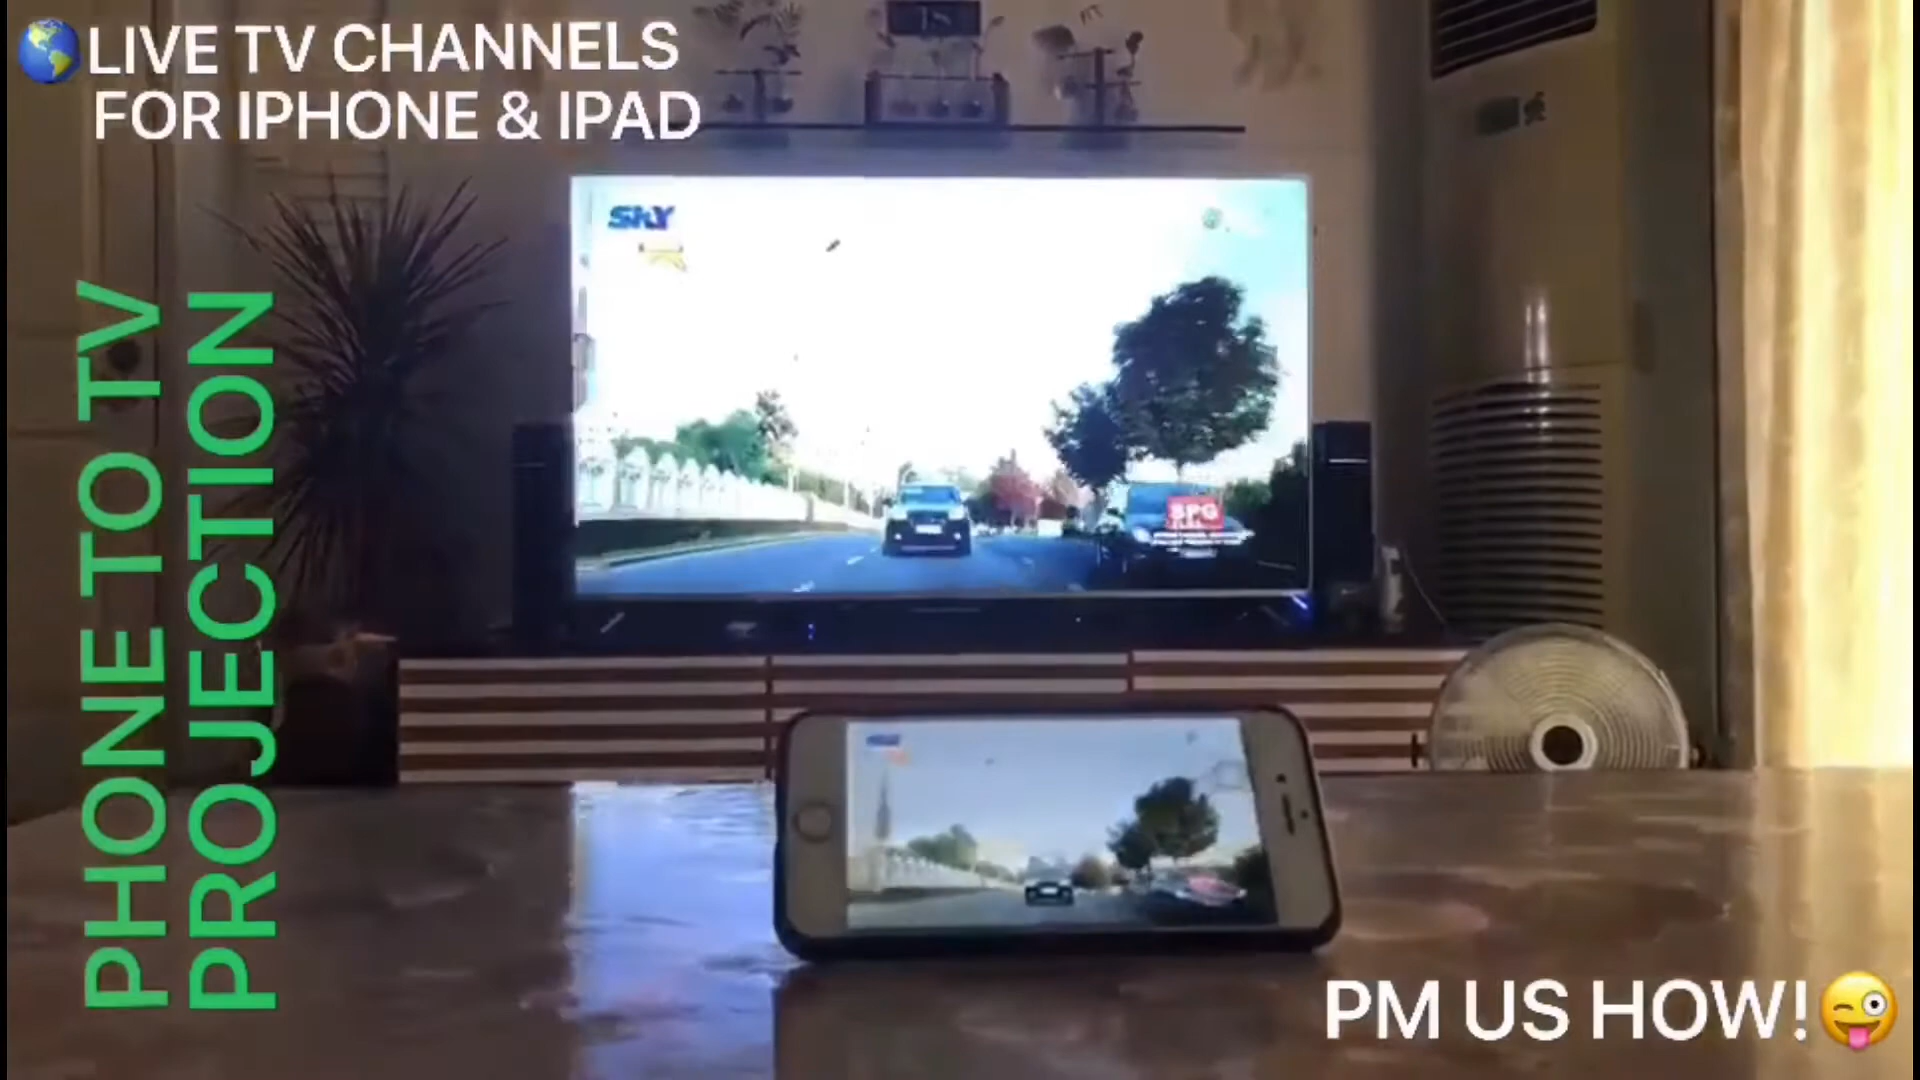 🌎LIVE TV CHANNELS
FOR IPHONE & IPAD
PHONE TO TV
PROJECTION
SKY
SPG
PM US HOW!😜